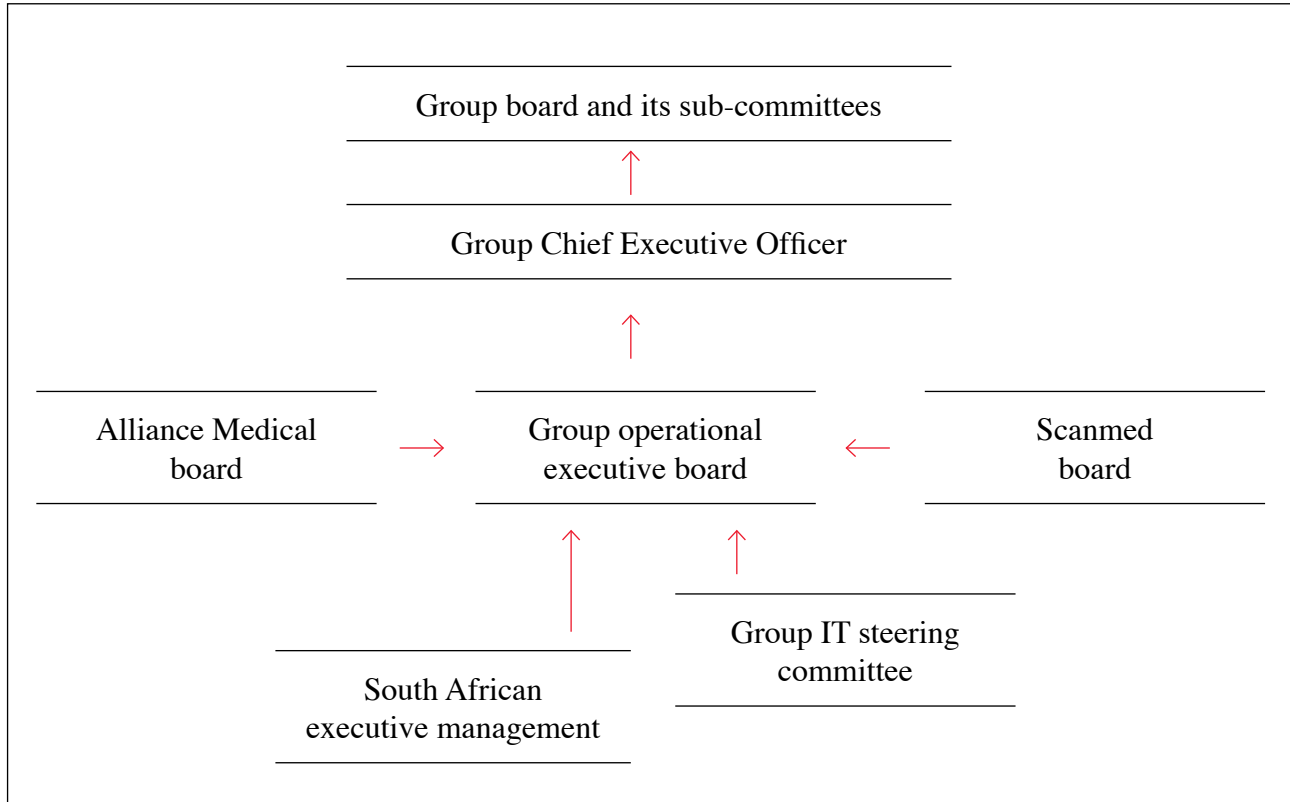 Group board and its sub-committees
Group Chief Executive Officer
Alliance Medical
board
Group operational
executive board
Scanmed
board
Group IT steering
committee
South African
executive management